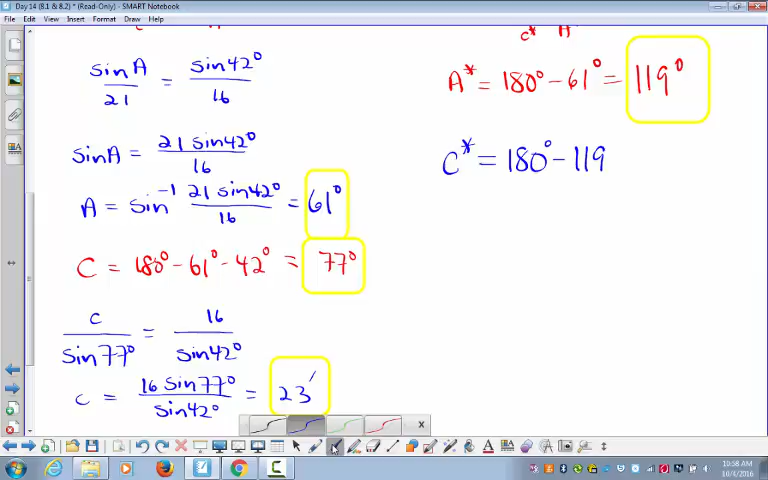 Day 14 (8.1 & 8.2) * (Read-Only) - SMART Notebook
File Edit View Insert Format Tools Draw Help
sinA / 21 = sin42° / 16
sinA = 21 sin42° / 16
A = sin⁻¹ 21 sin42° / 16 = 61°
C = 180° - 61° - 42° = 77°
c / sin77° = 16 / sin42°
c = 16 sin77° / sin42° = 23'
c* A*
A* = 180° - 61° = 119°
C* = 180° - 119
10:58 AM
10/4/2016